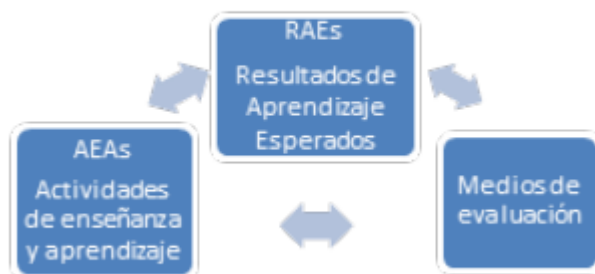 RAEs
Resultados de
Aprendizaje
Esperados
AEAs
Actividades
de enseñanza
y aprendizaje
Medios de
evaluación